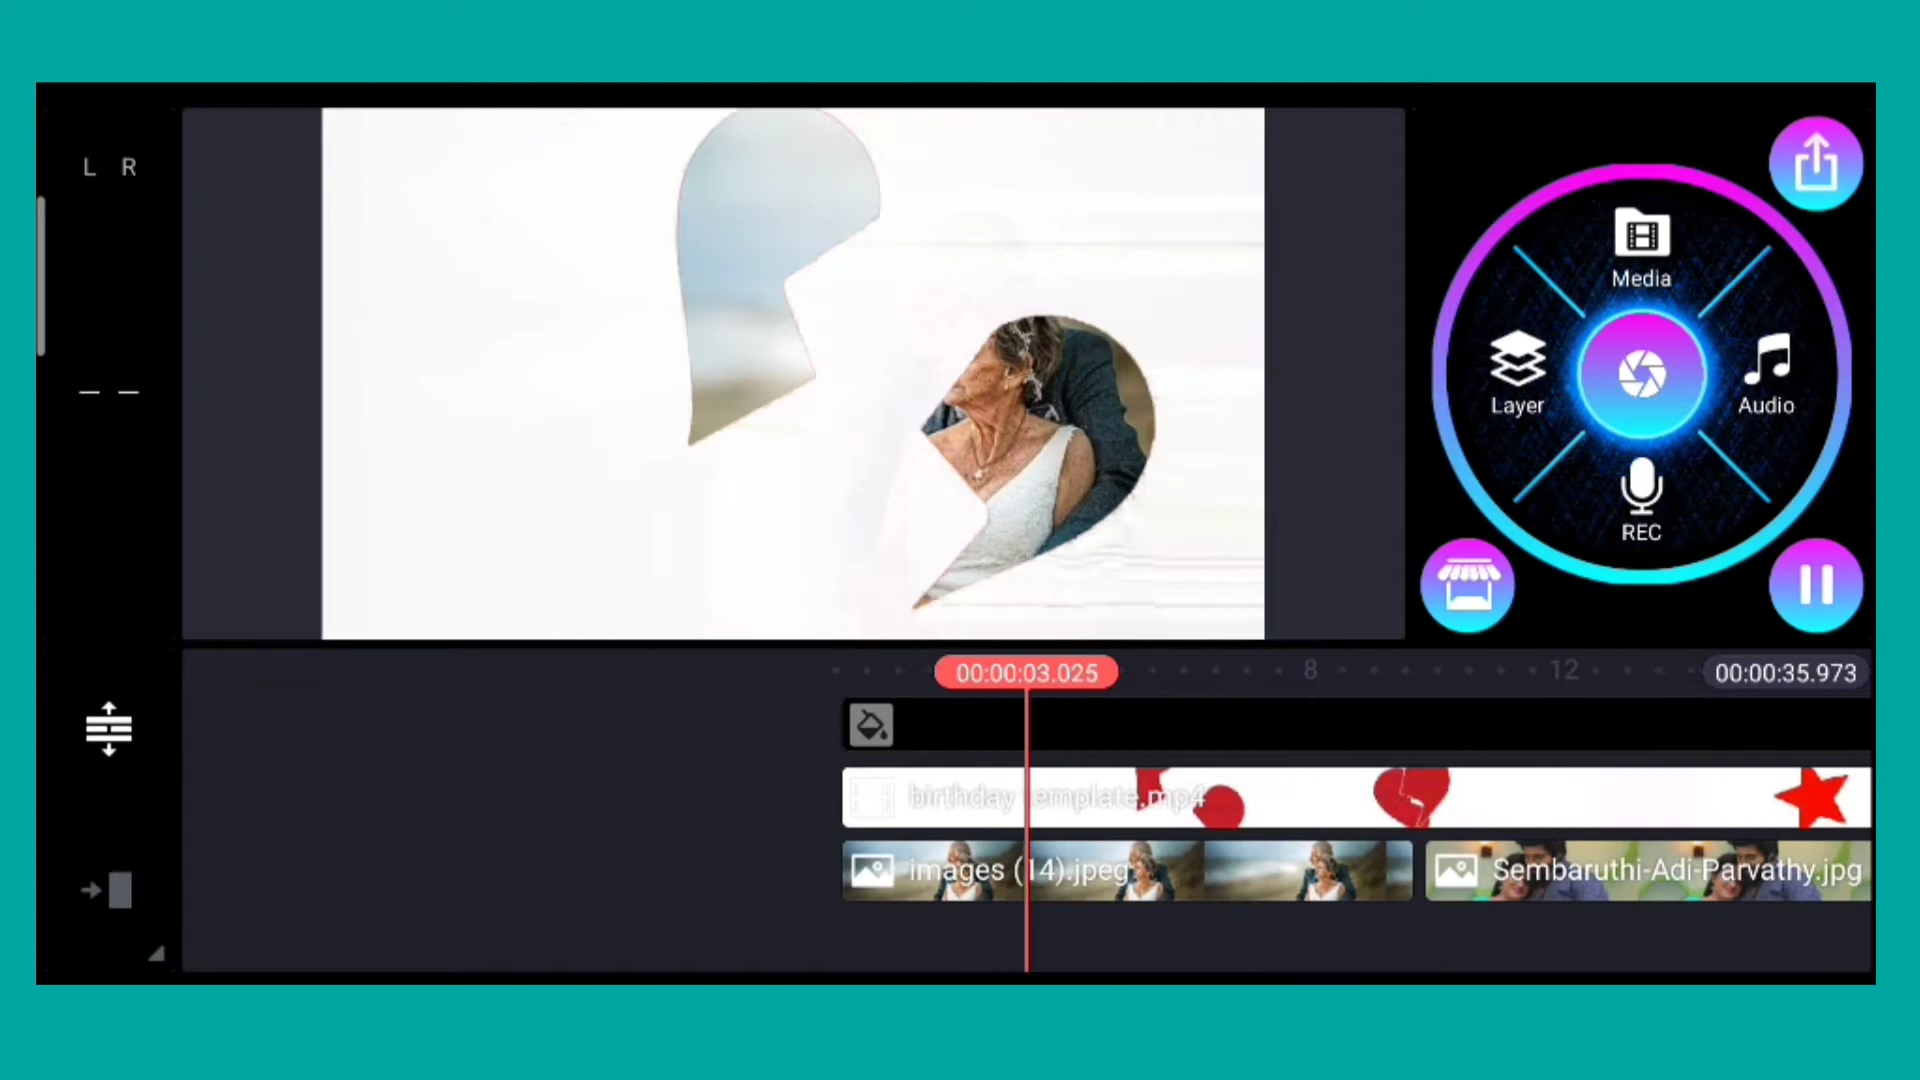 L R
Media
Layer
Audio
REC
00:00:03.025
8
12
00:00:35.973
birthday template.mp4
images (14).jpeg
Sembaruthi-Adi-Parvathy.jpg